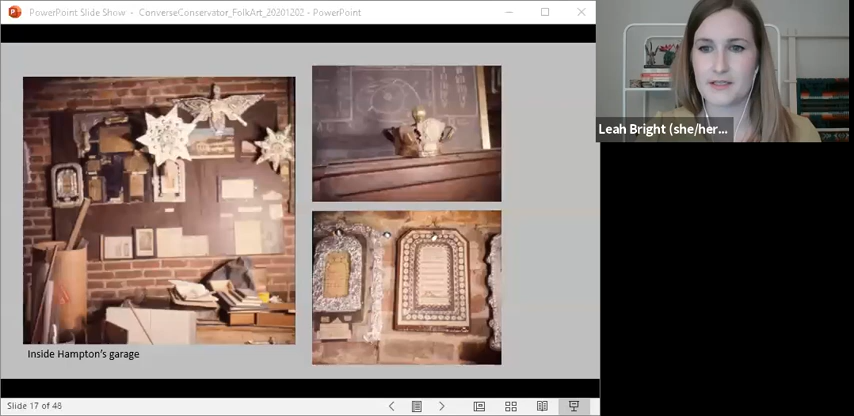 PowerPoint Slide Show - ConverseConservator_FolkArt_20201202 - PowerPoint
Leah Bright (she/her...
Inside Hampton's garage
Slide 17 of 48